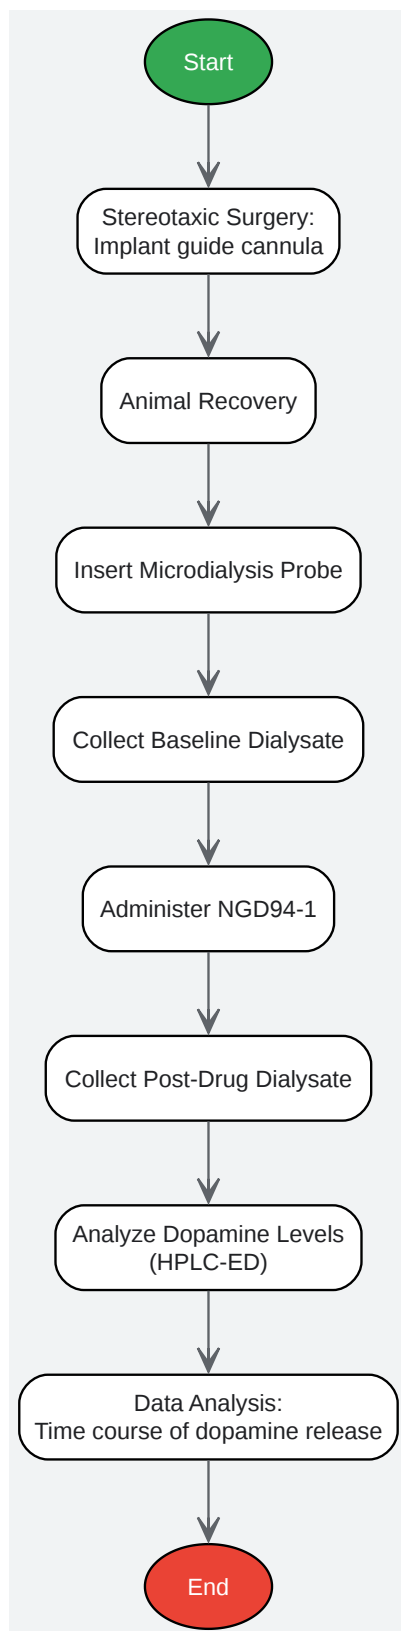 Start
Stereotaxic Surgery:
Implant guide cannula
Animal Recovery
Insert Microdialysis Probe
Collect Baseline Dialysate
Administer NGD94-1
Collect Post-Drug Dialysate
Analyze Dopamine Levels
(HPLC-ED)
Data Analysis:
Time course of dopamine release
End